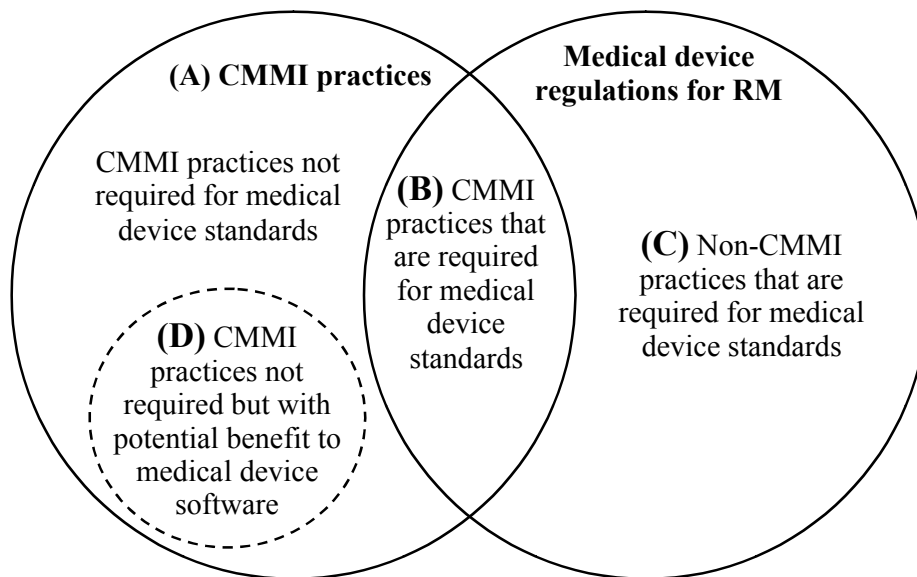 (A) CMMI practices
CMMI practices not
required for medical
device standards
(D) CMMI
practices not
required but with
potential benefit to
medical device
software
(B) CMMI
practices that
are required
for medical
device
standards
Medical device
regulations for RM
(C) Non-CMMI
practices that are
required for medical
device standards